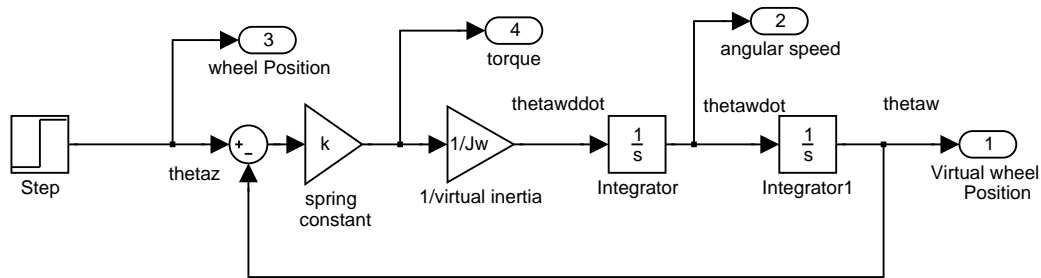 3
wheel Position
4
torque
2
angular speed
Step
thetaz
+
−
k
spring
constant
1/Jw
1/virtual inertia
thetawddot
1
s
Integrator
thetawdot
1
s
Integrator1
thetaw
1
Virtual wheel
Position